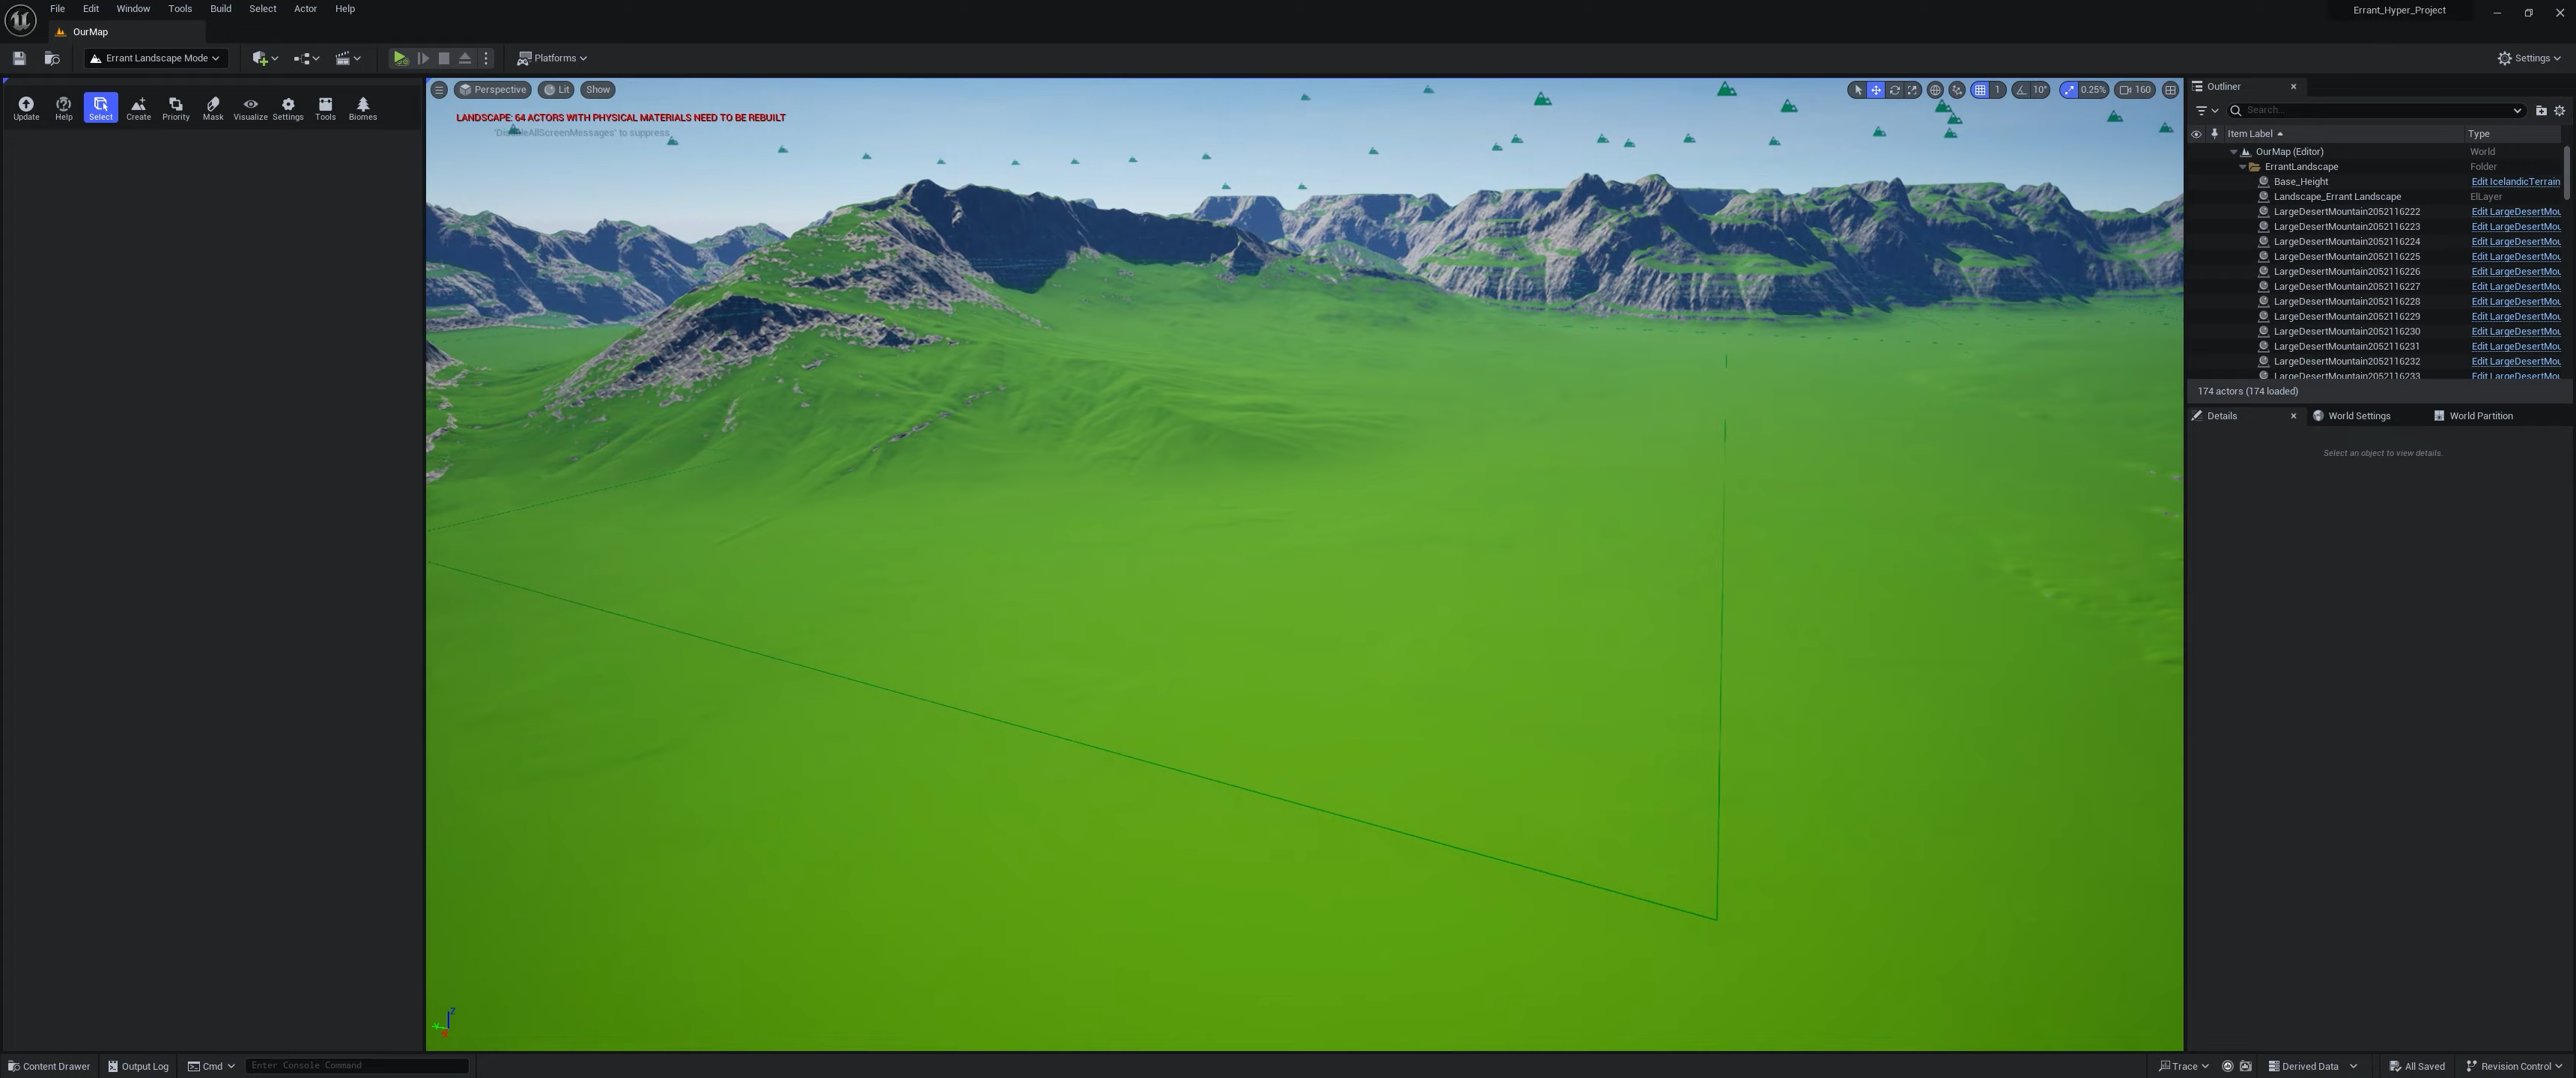 File Edit Window Tools Build Select Actor Help
Errant_Hyper_Project
OurMap
Errant Landscape Mode
Platforms
Settings
Update Help Select Create Priority Mask Visualize Settings Tools Biomes
Perspective Lit Show
1 10° 0.25% 160
LANDSCAPE: 64 ACTORS WITH PHYSICAL MATERIALS NEED TO BE REBUILT
'DisableAllScreenMessages' to suppress
Outliner
Search...
Item Label Type
OurMap (Editor) World
ErrantLandscape Folder
Base_Height Edit IcelandicTerrain
Landscape_Errant Landscape ElLayer
LargeDesertMountain2052116222 Edit LargeDesertMou
LargeDesertMountain2052116223 Edit LargeDesertMou
LargeDesertMountain2052116224 Edit LargeDesertMou
LargeDesertMountain2052116225 Edit LargeDesertMou
LargeDesertMountain2052116226 Edit LargeDesertMou
LargeDesertMountain2052116227 Edit LargeDesertMou
LargeDesertMountain2052116228 Edit LargeDesertMou
LargeDesertMountain2052116229 Edit LargeDesertMou
LargeDesertMountain2052116230 Edit LargeDesertMou
LargeDesertMountain2052116231 Edit LargeDesertMou
LargeDesertMountain2052116232 Edit LargeDesertMou
LargeDesertMountain2052116233 Edit LargeDesertMou
174 actors (174 loaded)
Details World Settings World Partition
Select an object to view details.
Z
Y
X
Content Drawer Output Log Cmd Enter Console Command
Trace Derived Data All Saved Revision Control